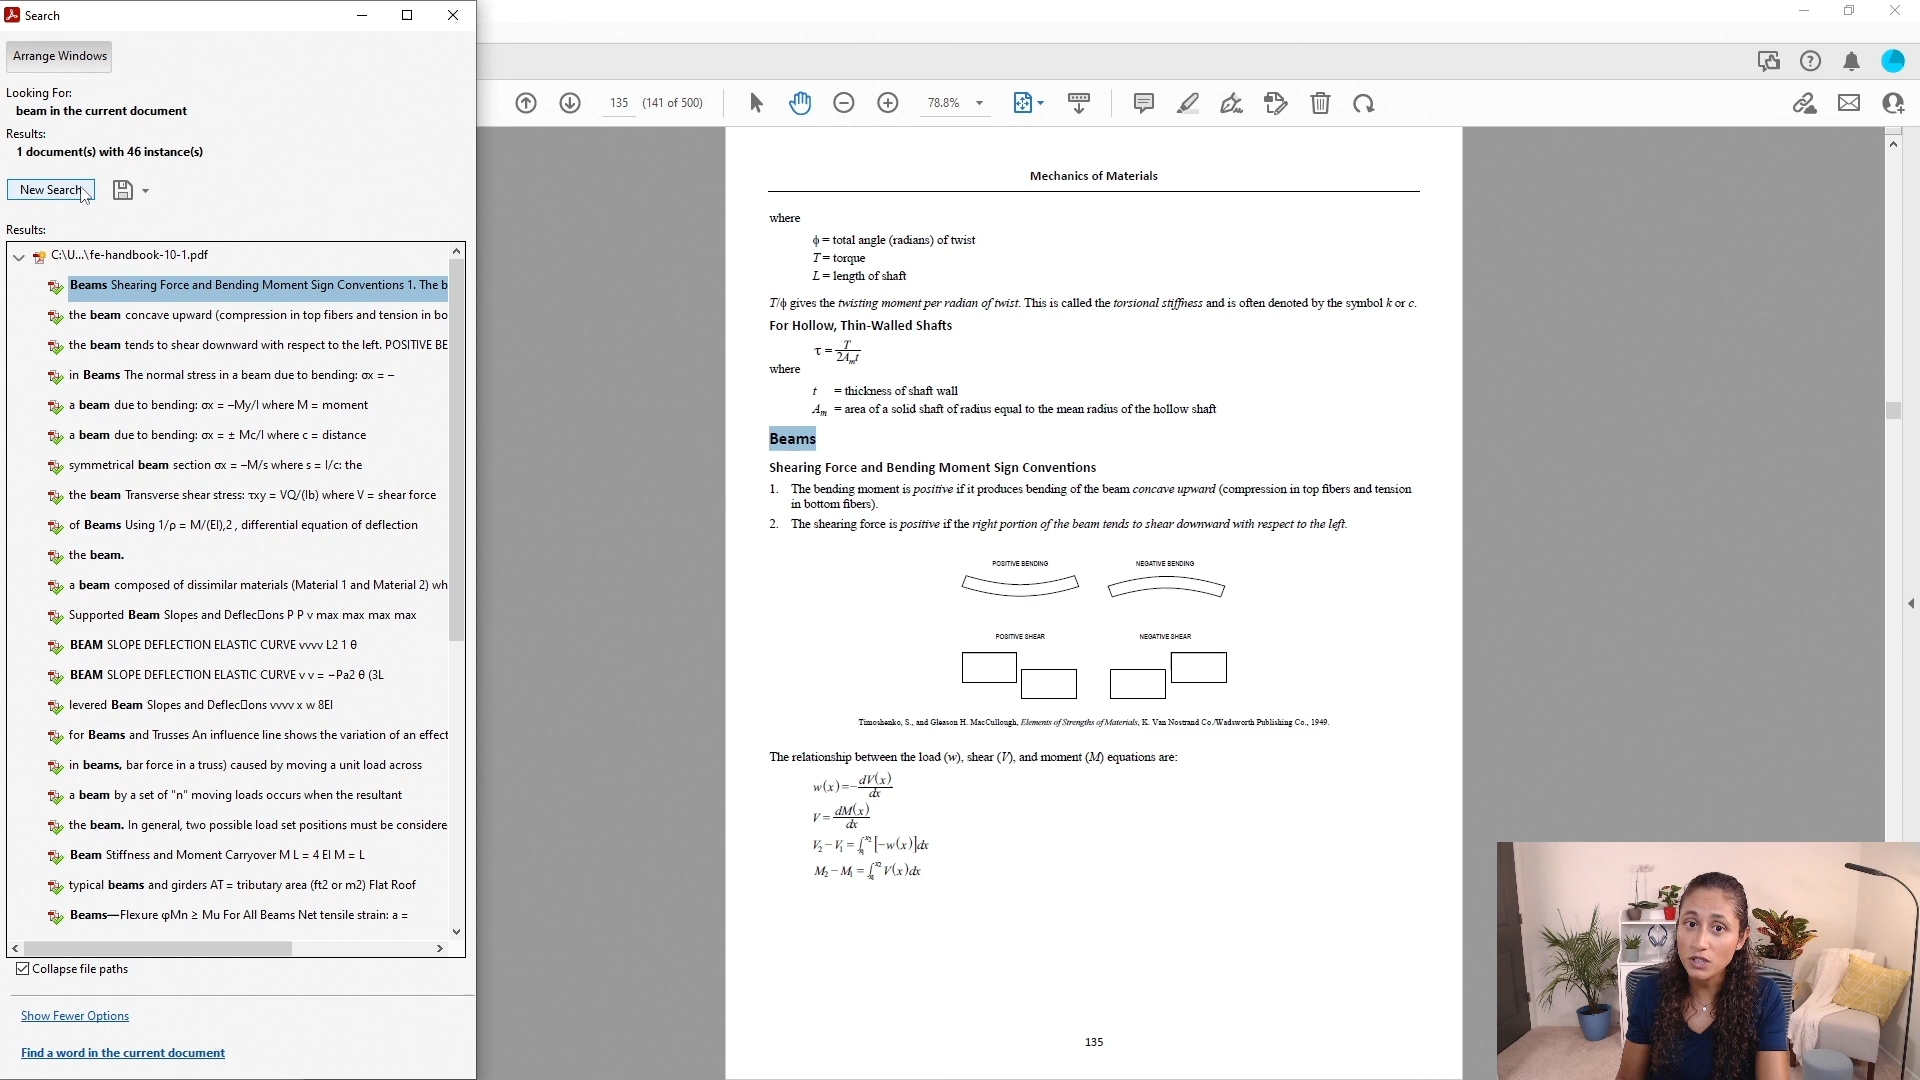 Search
Arrange Windows
Looking For:
beam in the current document
Results:
1 document(s) with 46 instance(s)
New Search
Results:
C:\U...\fe-handbook-10-1.pdf
Beams Shearing Force and Bending Moment Sign Conventions 1. The b
the beam concave upward (compression in top fibers and tension in bo
the beam tends to shear downward with respect to the left. POSITIVE BE
in Beams The normal stress in a beam due to bending: σx = −
a beam due to bending: σx = −My/I where M = moment
a beam due to bending: σx = ± Mc/I where c = distance
symmetrical beam section σx = −M/s where s = I/c: the
the beam Transverse shear stress: τxy = VQ/(Ib) where V = shear force
of Beams Using 1/ρ = M/(EI),2 , differential equation of deflection
the beam.
a beam composed of dissimilar materials (Material 1 and Material 2) wh
Supported Beam Slopes and Deflec□ons P P v max max max max
BEAM SLOPE DEFLECTION ELASTIC CURVE vvvv L2 1 θ
BEAM SLOPE DEFLECTION ELASTIC CURVE v v = −Pa2 θ (3L
levered Beam Slopes and Deflec□ons vvvv x w 8EI
for Beams and Trusses An influence line shows the variation of an effect
in beams, bar force in a truss) caused by moving a unit load across
a beam by a set of "n" moving loads occurs when the resultant
the beam. In general, two possible load set positions must be considere
Beam Stiffness and Moment Carryover M L = 4 EI M = L
typical beams and girders AT = tributary area (ft2 or m2) Flat Roof
Beams—Flexure φMn ≥ Mu For All Beams Net tensile strain: a =
Collapse file paths
Show Fewer Options
Find a word in the current document
135 (141 of 500)
78.8%
Mechanics of Materials
where
ϕ = total angle (radians) of twist
T = torque
L = length of shaft
T/ϕ gives the twisting moment per radian of twist. This is called the torsional stiffness and is often denoted by the symbol k or c.
For Hollow, Thin-Walled Shafts
τ = T/2Aₘt
where
t = thickness of shaft wall
Aₘ = area of a solid shaft of radius equal to the mean radius of the hollow shaft
Beams
Shearing Force and Bending Moment Sign Conventions
1. The bending moment is positive if it produces bending of the beam concave upward (compression in top fibers and tension
in bottom fibers).
2. The shearing force is positive if the right portion of the beam tends to shear downward with respect to the left.
POSITIVE BENDING
NEGATIVE BENDING
POSITIVE SHEAR
NEGATIVE SHEAR
Timoshenko, S., and Gleason H. MacCullough, Elements of Strengths of Materials, K. Van Nostrand Co./Wadsworth Publishing Co., 1949.
The relationship between the load (w), shear (V), and moment (M) equations are:
w(x) = −dV(x)/dx
V = dM(x)/dx
V₂ − V₁ = ∫ₓ₁ˣ² [−w(x)]dx
M₂ − M₁ = ∫ₓ₁ˣ² V(x)dx
135